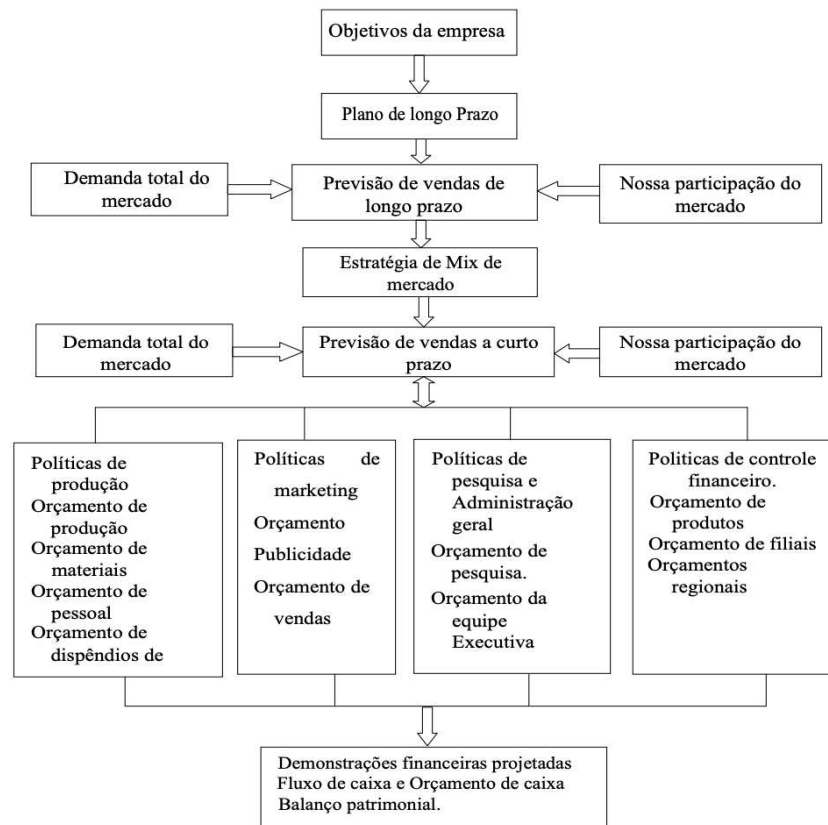 Objetivos da empresa
Plano de longo Prazo
Demanda total do
mercado
Previsão de vendas de
longo prazo
Nossa participação do
mercado
Estratégia de Mix de
mercado
Demanda total do
mercado
Previsão de vendas a curto
prazo
Nossa participação do
mercado
Políticas de
produção
Orçamento de
produção
Orçamento de
materiais
Orçamento de
pessoal
Orçamento de
dispêndios de
Políticas de
marketing
Orçamento
Publicidade
Orçamento de
vendas
Políticas de
pesquisa e
Administração
geral
Orçamento de
pesquisa.
Orçamento da
equipe
Executiva
Politicas de controle
financeiro.
Orçamento de
produtos
Orçamento de filiais
Orçamentos
regionais
Demonstrações financeiras projetadas
Fluxo de caixa e Orçamento de caixa
Balanço patrimonial.